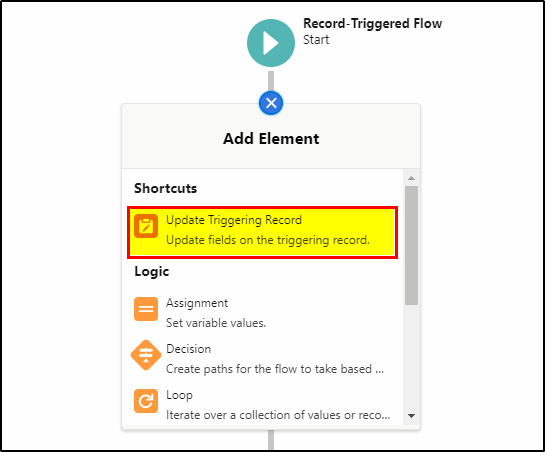 Record-Triggered Flow
Start
Add Element
Shortcuts
Update Triggering Record
Update fields on the triggering record.
Logic
Assignment
Set variable values.
Decision
Create paths for the flow to take based ...
Loop
Iterate over a collection of values or reco...